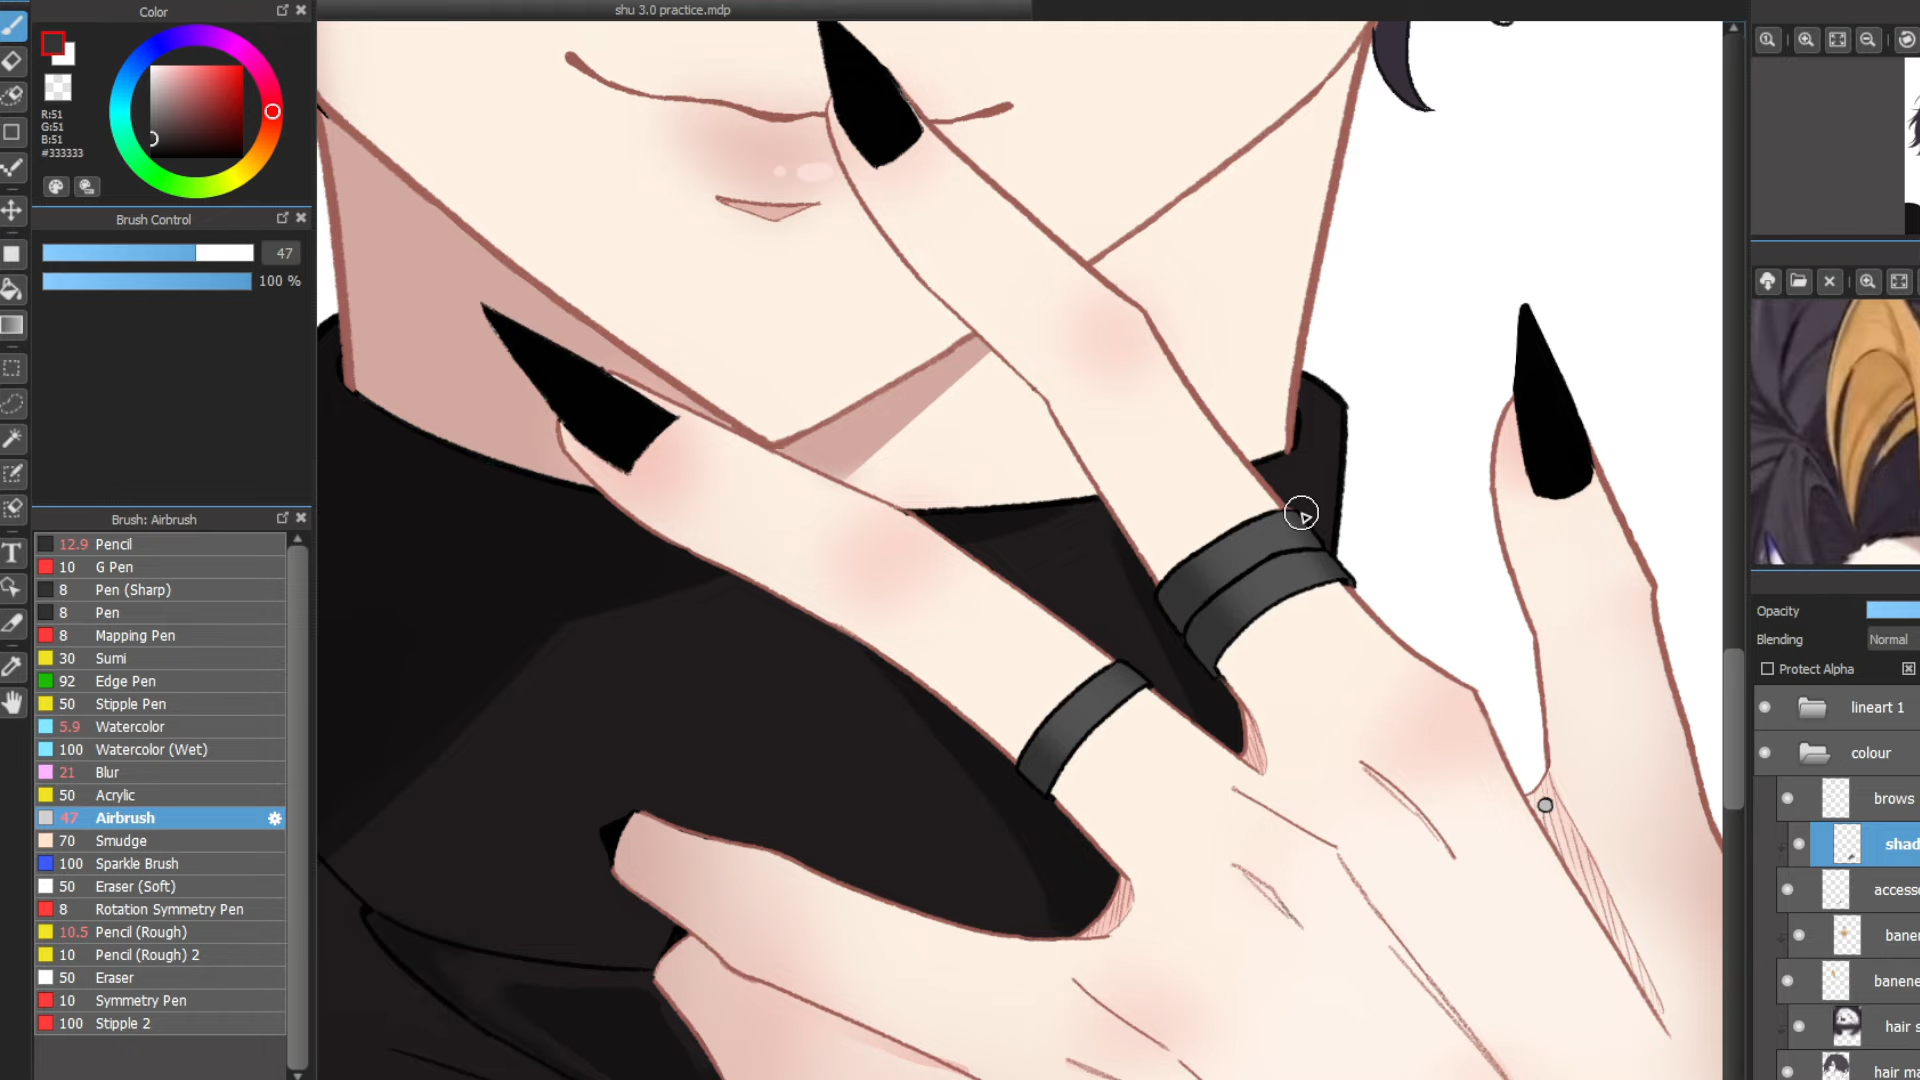 Color
shu 3.0 practice.mdp
R:51
G:51
B:51
#333333
Brush Control
47
100 %
Brush: Airbrush
12.9 Pencil
10 G Pen
8 Pen (Sharp)
8 Pen
8 Mapping Pen
30 Sumi
92 Edge Pen
50 Stipple Pen
5.9 Watercolor
100 Watercolor (Wet)
21 Blur
50 Acrylic
47 Airbrush
70 Smudge
100 Sparkle Brush
50 Eraser (Soft)
8 Rotation Symmetry Pen
10.5 Pencil (Rough)
10 Pencil (Rough) 2
50 Eraser
10 Symmetry Pen
100 Stipple 2
Opacity
Blending Normal
Protect Alpha
lineart 1
colour
brows
shad
access
banen
banene
hair s
hair ma